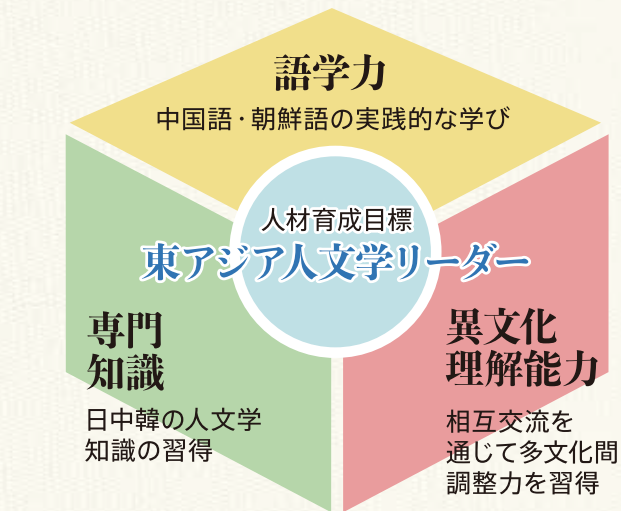 語学力
中国語・朝鮮語の実践的な学び
人材育成目標
東アジア人文学リーダー
専門
知識
日中韓の人文学
知識の習得
異文化
理解能力
相互交流を
通じて多文化間
調整力を習得